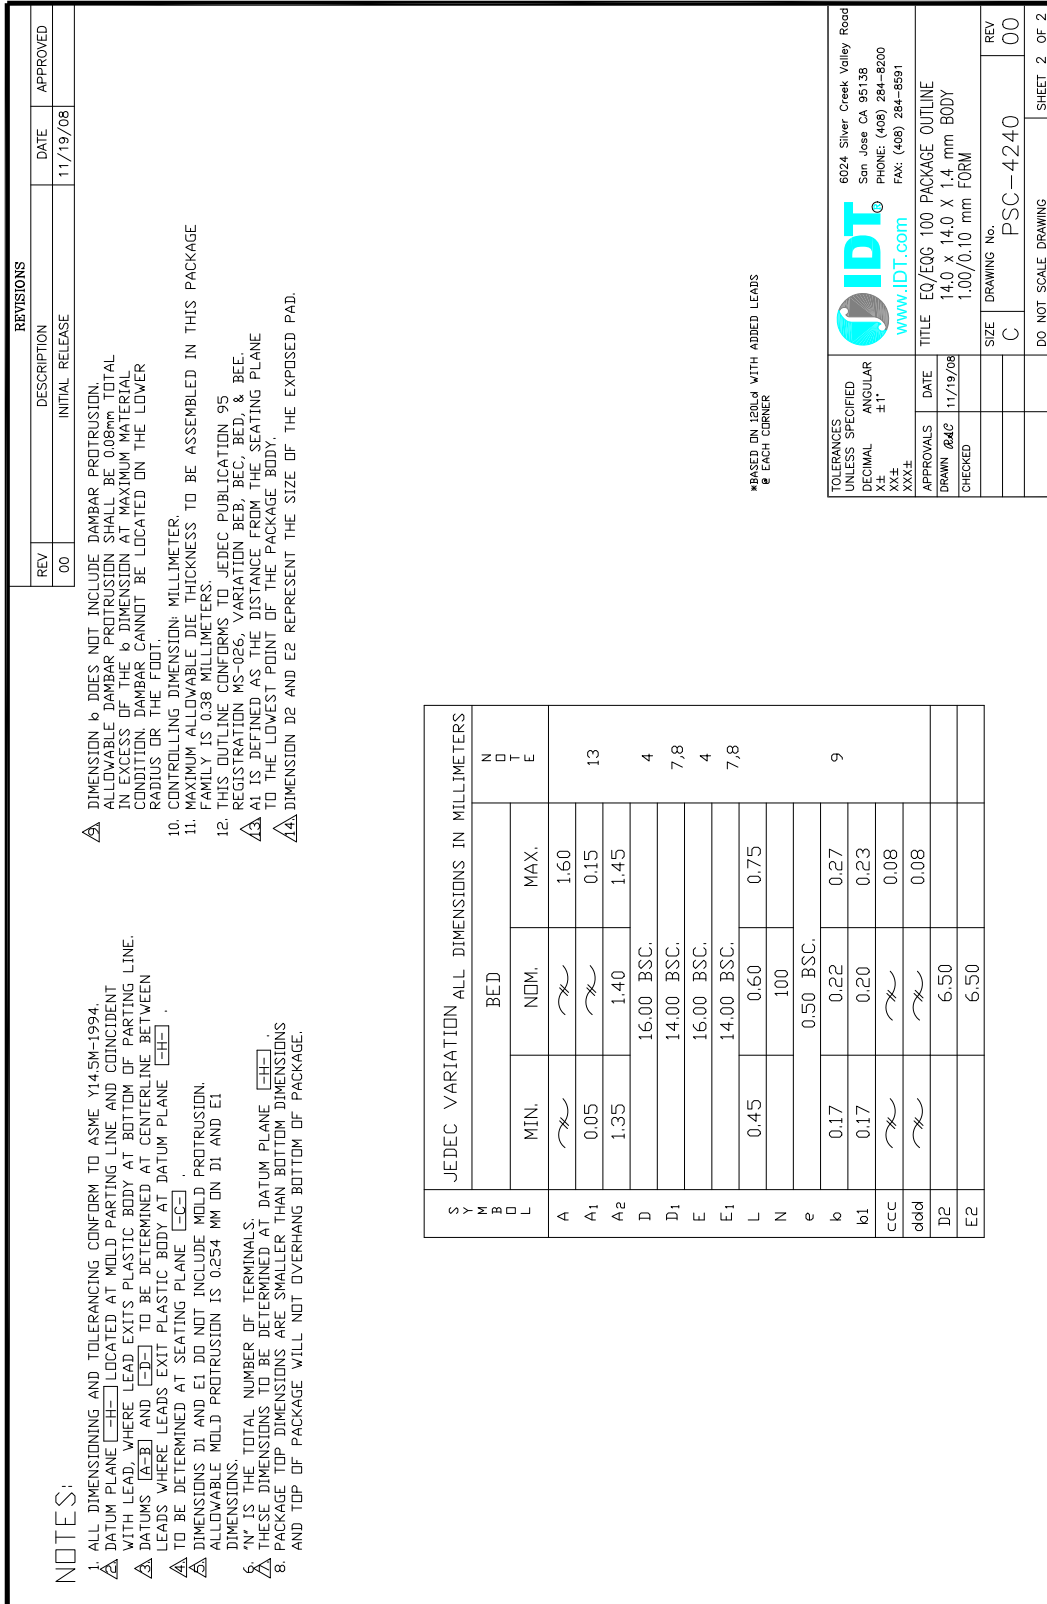 NOTES:
1. ALL DIMENSIONING AND TOLERANCING CONFORM TO ASME Y14.5M-1994.
2. DATUM PLANE -H- LOCATED AT MOLD PARTING LINE AND COINCIDENT
WITH LEAD, WHERE LEAD EXITS PLASTIC BODY AT BOTTOM OF PARTING LINE.
3. DATUMS A-B AND -D- TO BE DETERMINED AT CENTERLINE BETWEEN
LEADS WHERE LEADS EXIT PLASTIC BODY AT DATUM PLANE -H- .
4. TO BE DETERMINED AT SEATING PLANE -C- .
5. DIMENSIONS D1 AND E1 DO NOT INCLUDE MOLD PROTRUSION.
ALLOWABLE MOLD PROTRUSION IS 0.254 MM ON D1 AND E1
DIMENSIONS.
6. "N" IS THE TOTAL NUMBER OF TERMINALS.
7. THESE DIMENSIONS TO BE DETERMINED AT DATUM PLANE -H- .
8. PACKAGE TOP DIMENSIONS ARE SMALLER THAN BOTTOM DIMENSIONS
AND TOP OF PACKAGE WILL NOT OVERHANG BOTTOM OF PACKAGE.
9. DIMENSION b DOES NOT INCLUDE DAMBAR PROTRUSION.
ALLOWABLE DAMBAR PROTRUSION SHALL BE 0.08mm TOTAL
IN EXCESS OF THE b DIMENSION AT MAXIMUM MATERIAL
CONDITION. DAMBAR CANNOT BE LOCATED ON THE LOWER
RADIUS OR THE FOOT.
10. CONTROLLING DIMENSION: MILLIMETER.
11. MAXIMUM ALLOWABLE DIE THICKNESS TO BE ASSEMBLED IN THIS PACKAGE
FAMILY IS 0.38 MILLIMETERS.
12. THIS OUTLINE CONFORMS TO JEDEC PUBLICATION 95
REGISTRATION MS-026, VARIATION BEB, BEC, BED, & BEE.
13. A1 IS DEFINED AS THE DISTANCE FROM THE SEATING PLANE
TO THE LOWEST POINT OF THE PACKAGE BODY.
14. DIMENSION D2 AND E2 REPRESENT THE SIZE OF THE EXPOSED PAD.
REVISIONS
REV DESCRIPTION DATE APPROVED
00 INITIAL RELEASE 11/19/08
SYMBOL JEDEC VARIATION ALL DIMENSIONS IN MILLIMETERS NOTE
BED
MIN. NOM. MAX.
A 1.60
A1 0.05 0.15 13
A2 1.35 1.40 1.45
D 16.00 BSC. 4
D1 14.00 BSC. 7,8
E 16.00 BSC. 4
E1 14.00 BSC. 7,8
L 0.45 0.60 0.75
N 100
e 0.50 BSC.
b 0.17 0.22 0.27 9
b1 0.17 0.20 0.23
ccc 0.08
ddd 0.08
D2 6.50
E2 6.50
*BASED ON 120Ld WITH ADDED LEADS
@ EACH CORNER
TOLERANCES
UNLESS SPECIFIED
DECIMAL ANGULAR
X± ±1°
XX±
XXX±
IDT ®
www.IDT.com
6024 Silver Creek Valley Road
San Jose CA 95138
PHONE: (408) 284-8200
FAX: (408) 284-8591
APPROVALS DATE
DRAWN RAC 11/19/08
CHECKED
TITLE EQ/EQG 100 PACKAGE OUTLINE
14.0 x 14.0 X 1.4 mm BODY
1.00/0.10 mm FORM
SIZE DRAWING No. REV
C PSC-4240 00
DO NOT SCALE DRAWING SHEET 2 OF 2